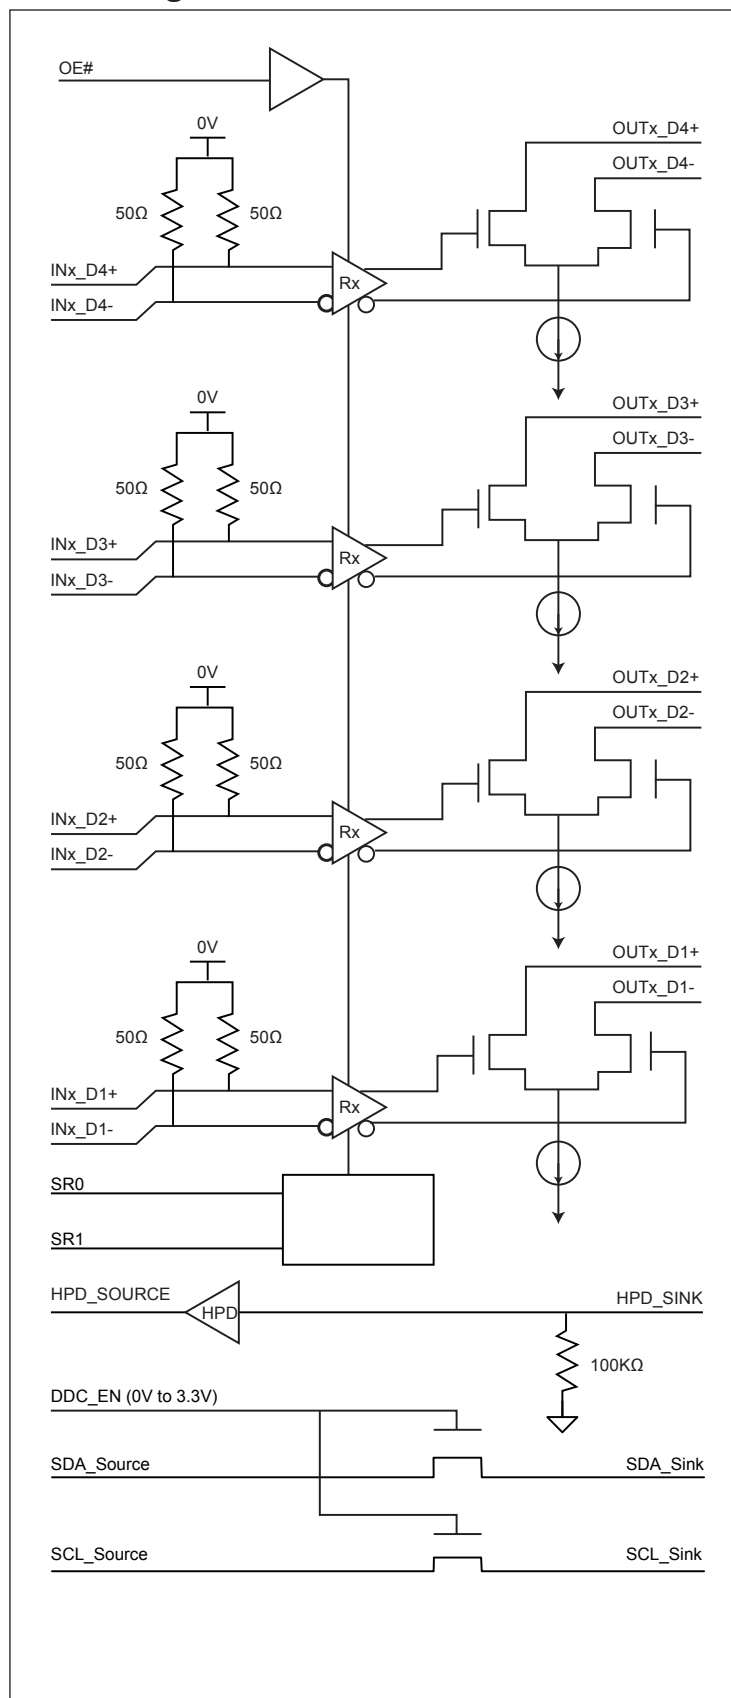 OE#
0V
OUTx_D4+
OUTx_D4-
50Ω 50Ω
INx_D4+
Rx
INx_D4-
0V
OUTx_D3+
OUTx_D3-
50Ω 50Ω
INx_D3+
Rx
INx_D3-
0V
OUTx_D2+
OUTx_D2-
50Ω 50Ω
INx_D2+
Rx
INx_D2-
0V
OUTx_D1+
OUTx_D1-
50Ω 50Ω
INx_D1+
Rx
INx_D1-
SR0
SR1
HPD_SOURCE
HPD
HPD_SINK
100KΩ
DDC_EN (0V to 3.3V)
SDA_Source SDA_Sink
SCL_Source SCL_Sink